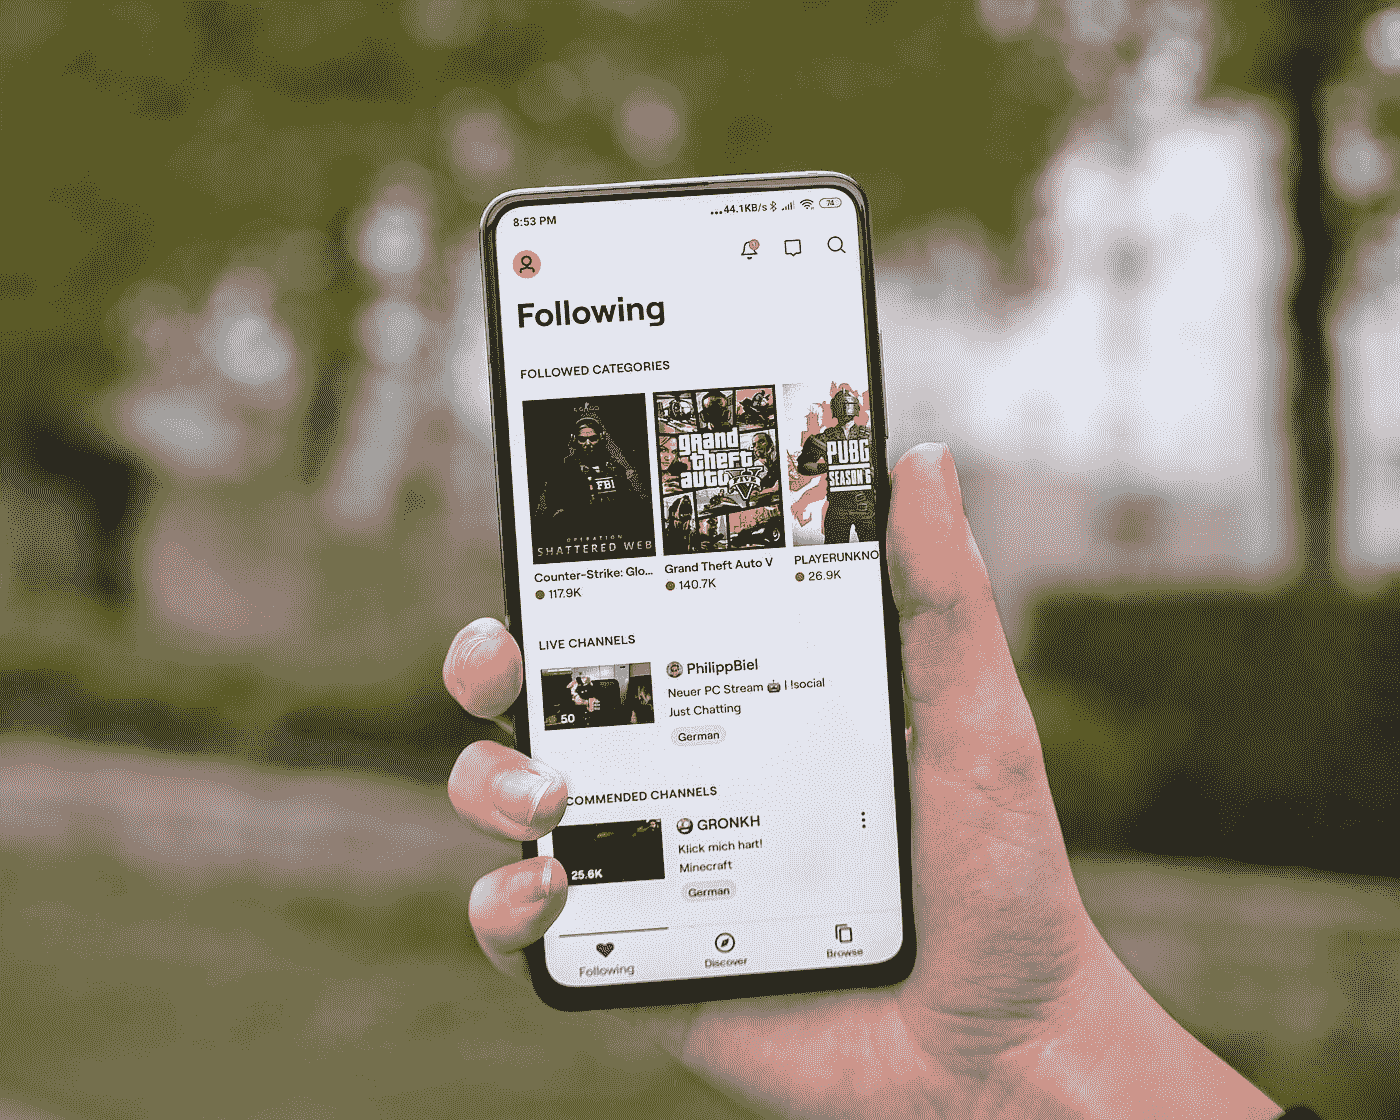 8:53 PM
...44.1KB/s 74
Following
FOLLOWED CATEGORIES
FBI
OPERATION
SHATTERED WEB
grand
theft
auto
V
FIVE
PUBG
SEASON 6
Counter-Strike: Glo...
117.9K
Grand Theft Auto V
140.7K
PLAYERUNKNO
26.9K
LIVE CHANNELS
50
PhilippBiel
Neuer PC Stream 🤖 | !social
Just Chatting
German
COMMENDED CHANNELS
25.6K
GRONKH
Klick mich hart!
Minecraft
German
Following
Discover
Browse